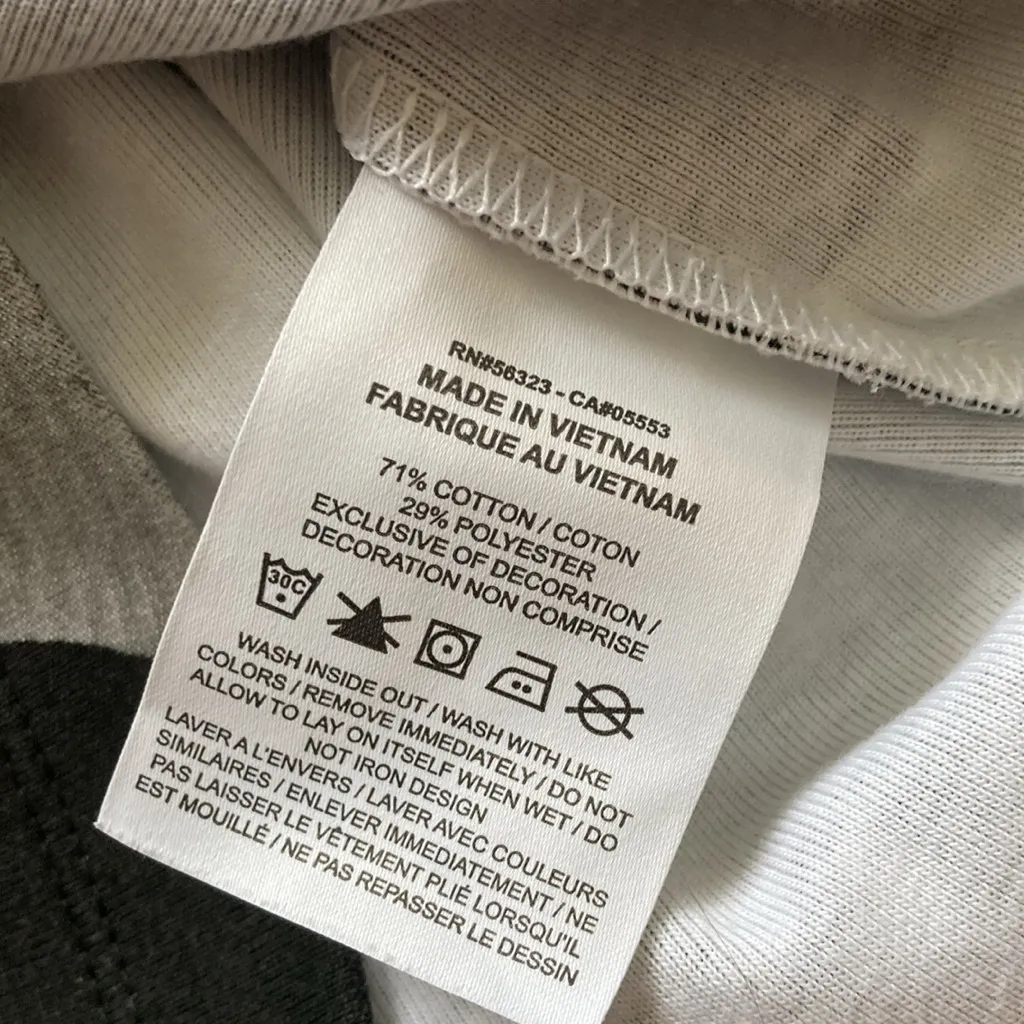 RN#56323 - CA#05553
MADE IN VIETNAM
FABRIQUE AU VIETNAM
71% COTTON / COTON
29% POLYESTER
EXCLUSIVE OF DECORATION /
DECORATION NON COMPRISE
30C
WASH INSIDE OUT / WASH WITH LIKE
COLORS / REMOVE IMMEDIATELY / DO NOT
ALLOW TO LAY ON ITSELF WHEN WET / DO
NOT IRON DESIGN
LAVER A L'ENVERS / LAVER AVEC COULEURS
SIMILAIRES / ENLEVER IMMEDIATEMENT / NE
PAS LAISSER LE VÊTEMENT PLIÉ LORSQU'IL
EST MOUILLÉ / NE PAS REPASSER LE DESSIN